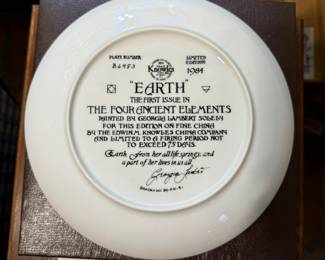 PLATE NUMBER
Knowles
LIMITED
EDITION
1984
"EARTH"
THE FIRST ISSUE IN
THE FOUR ANCIENT ELEMENTS
PAINTED BY GEORGIA LAMBERT SOLELY
FOR THIS EDITION ON FINE CHINA
BY THE EDWIN M. KNOWLES CHINA COMPANY
AND LIMITED TO A FIRING PERIOD NOT
TO EXCEED 75 DAYS.
Earth, from her all life springs; and
a part of her lives in us all.